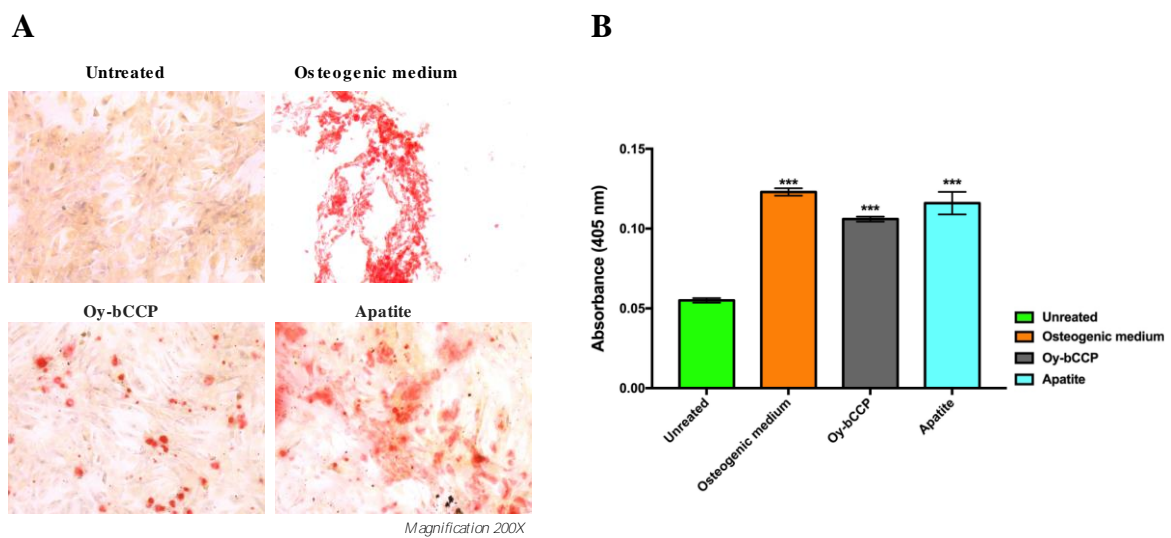 A
Untreated
Osteogenic medium
Oy-bCCP
Apatite
Magnification 200X
B
Absorbance (405 nm)
0.15
0.10
0.05
0.00
***
***
***
Unreated
Osteogenic medium
Oy-bCCP
Apatite
Unreated
Osteogenic medium
Oy-bCCP
Apatite